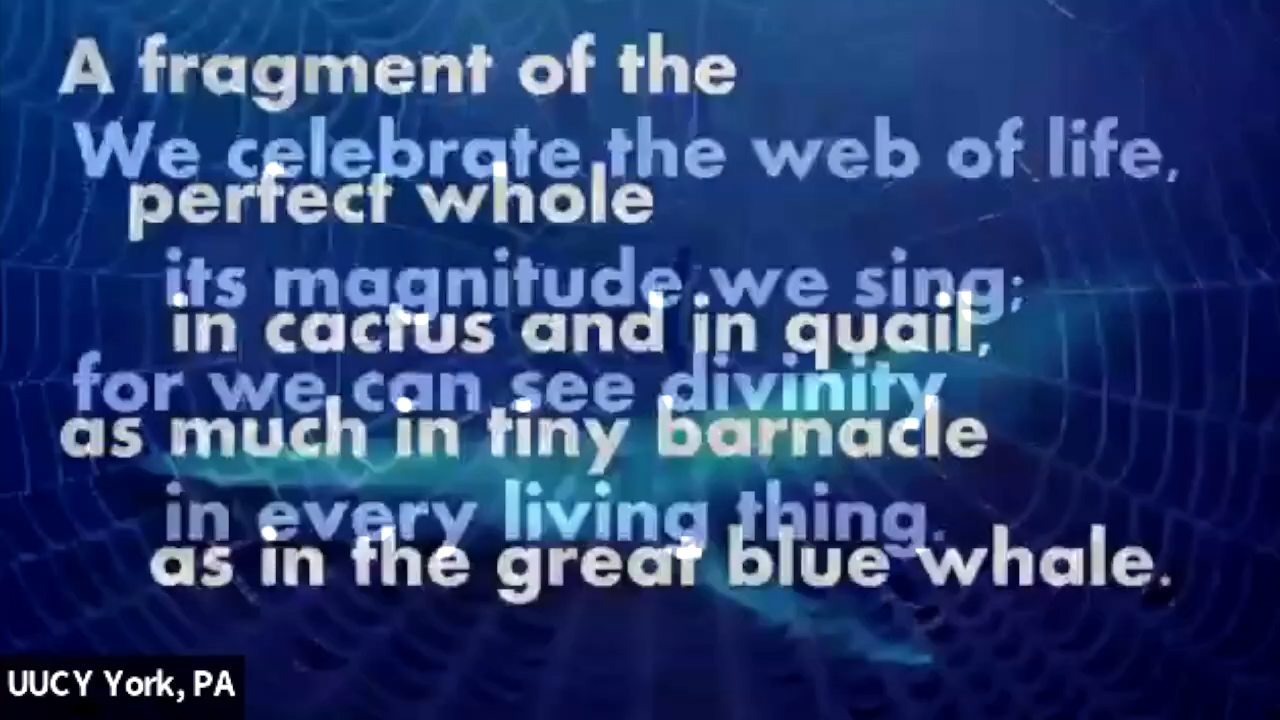 A fragment of the
We celebrate the web of life,
perfect whole
its magnitude we sing;
in cactus and in quail,
for we can see divinity
as much in tiny barnacle
in every living thing.
as in the great blue whale.
UUCY York, PA